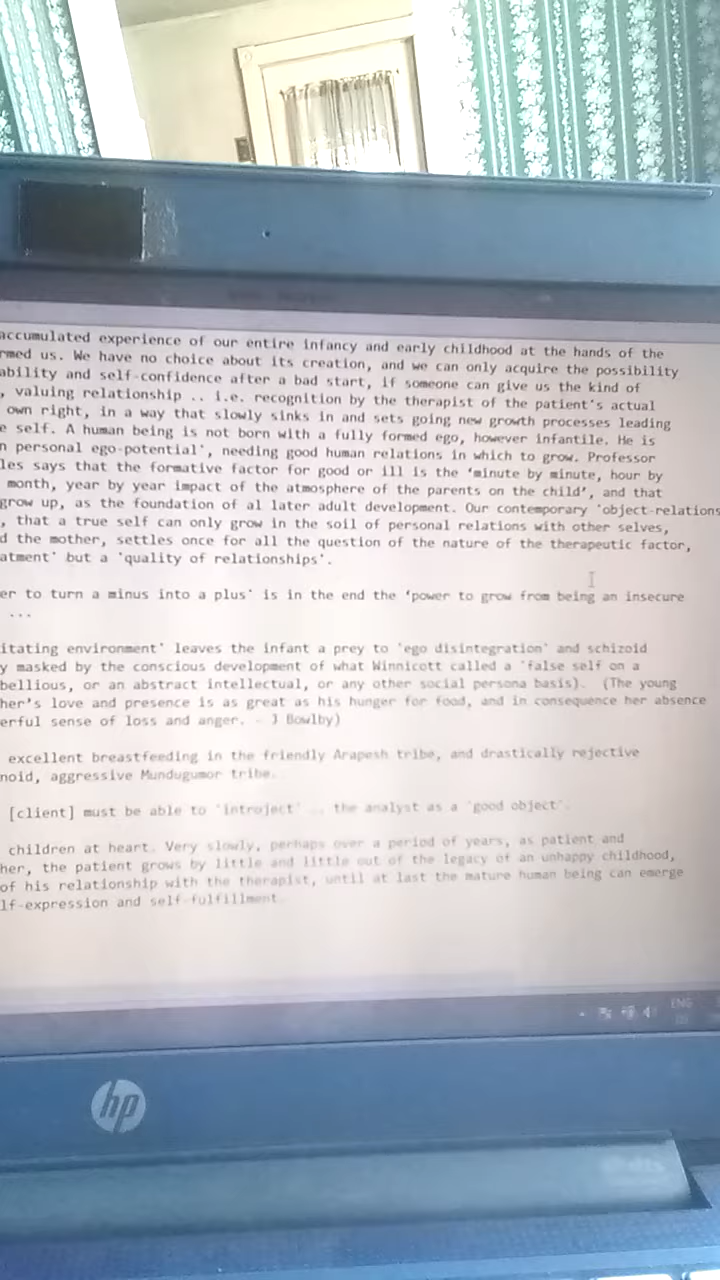 accumulated experience of our entire infancy and early childhood at the hands of the
rmed us. We have no choice about its creation, and we can only acquire the possibility
ability and self-confidence after a bad start, if someone can give us the kind of
, valuing relationship .. i.e. recognition by the therapist of the patient's actual
own right, in a way that slowly sinks in and sets going new growth processes leading
e self. A human being is not born with a fully formed ego, however infantile. He is
n personal ego-potential', needing good human relations in which to grow. Professor
les says that the formative factor for good or ill is the 'minute by minute, hour by
month, year by year impact of the atmosphere of the parents on the child', and that
grow up, as the foundation of al later adult development. Our contemporary 'object-relations
, that a true self can only grow in the soil of personal relations with other selves,
d the mother, settles once for all the question of the nature of the therapeutic factor,
atment' but a 'quality of relationships'.
er to turn a minus into a plus' is in the end the 'power to grow from being an insecure
...
itating environment' leaves the infant a prey to 'ego disintegration' and schizoid
y masked by the conscious development of what Winnicott called a 'false self on a
bellious, or an abstract intellectual, or any other social persona basis). (The young
her's love and presence is as great as his hunger for food, and in consequence her absence
erful sense of loss and anger. - J Bowlby)
excellent breastfeeding in the friendly Arapesh tribe, and drastically rejective
noid, aggressive Mundugumor tribe.
[client] must be able to 'introject' .. the analyst as a 'good object'.
children at heart. Very slowly, perhaps over a period of years, as patient and
her, the patient grows by little and little out of the legacy of an unhappy childhood,
of his relationship with the therapist, until at last the mature human being can emerge
lf-expression and self-fulfillment.
ENG
hp